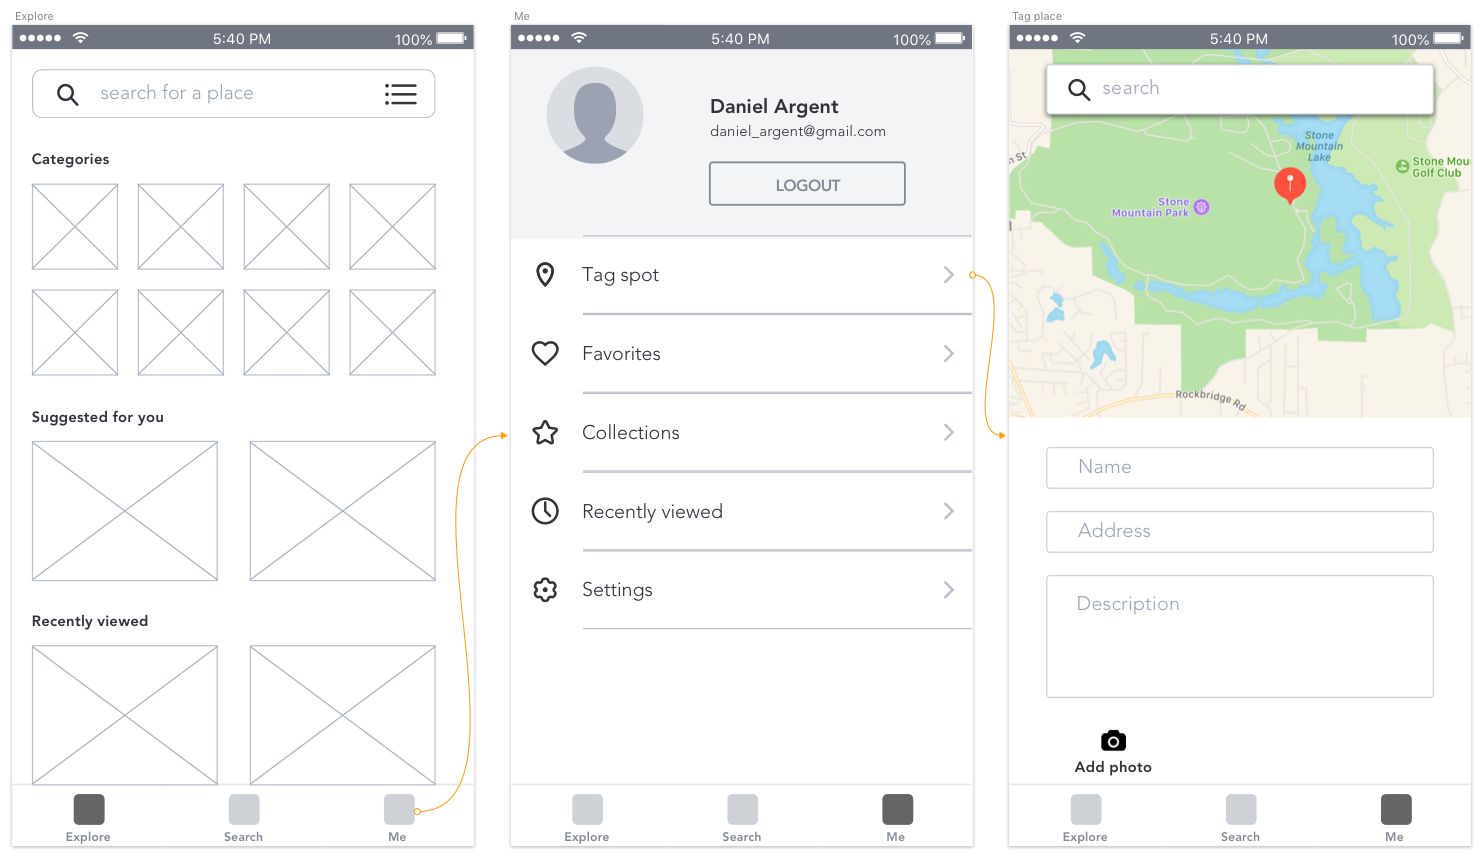 Explore
5:40 PM
100%
search for a place
Categories
Suggested for you
Recently viewed
Explore
Search
Me
Me
5:40 PM
100%
Daniel Argent
daniel_argent@gmail.com
LOGOUT
Tag spot
Favorites
Collections
Recently viewed
Settings
Explore
Search
Me
Tag place
5:40 PM
100%
search
Stone
Mountain
Lake
n St
Stone Mou
Golf Club
Stone
Mountain Park
Rockbridge Rd
Name
Address
Description
Add photo
Explore
Search
Me